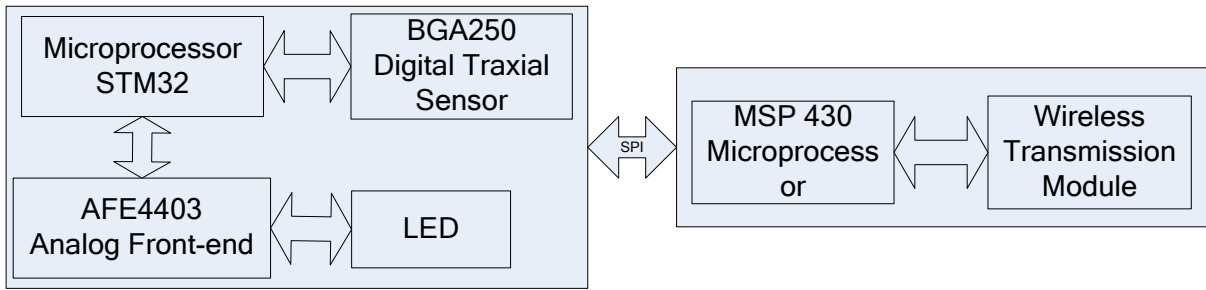 Microprocessor
STM32
BGA250
Digital Traxial
Sensor
AFE4403
Analog Front-end
LED
SPI
MSP 430
Microprocess
or
Wireless
Transmission
Module